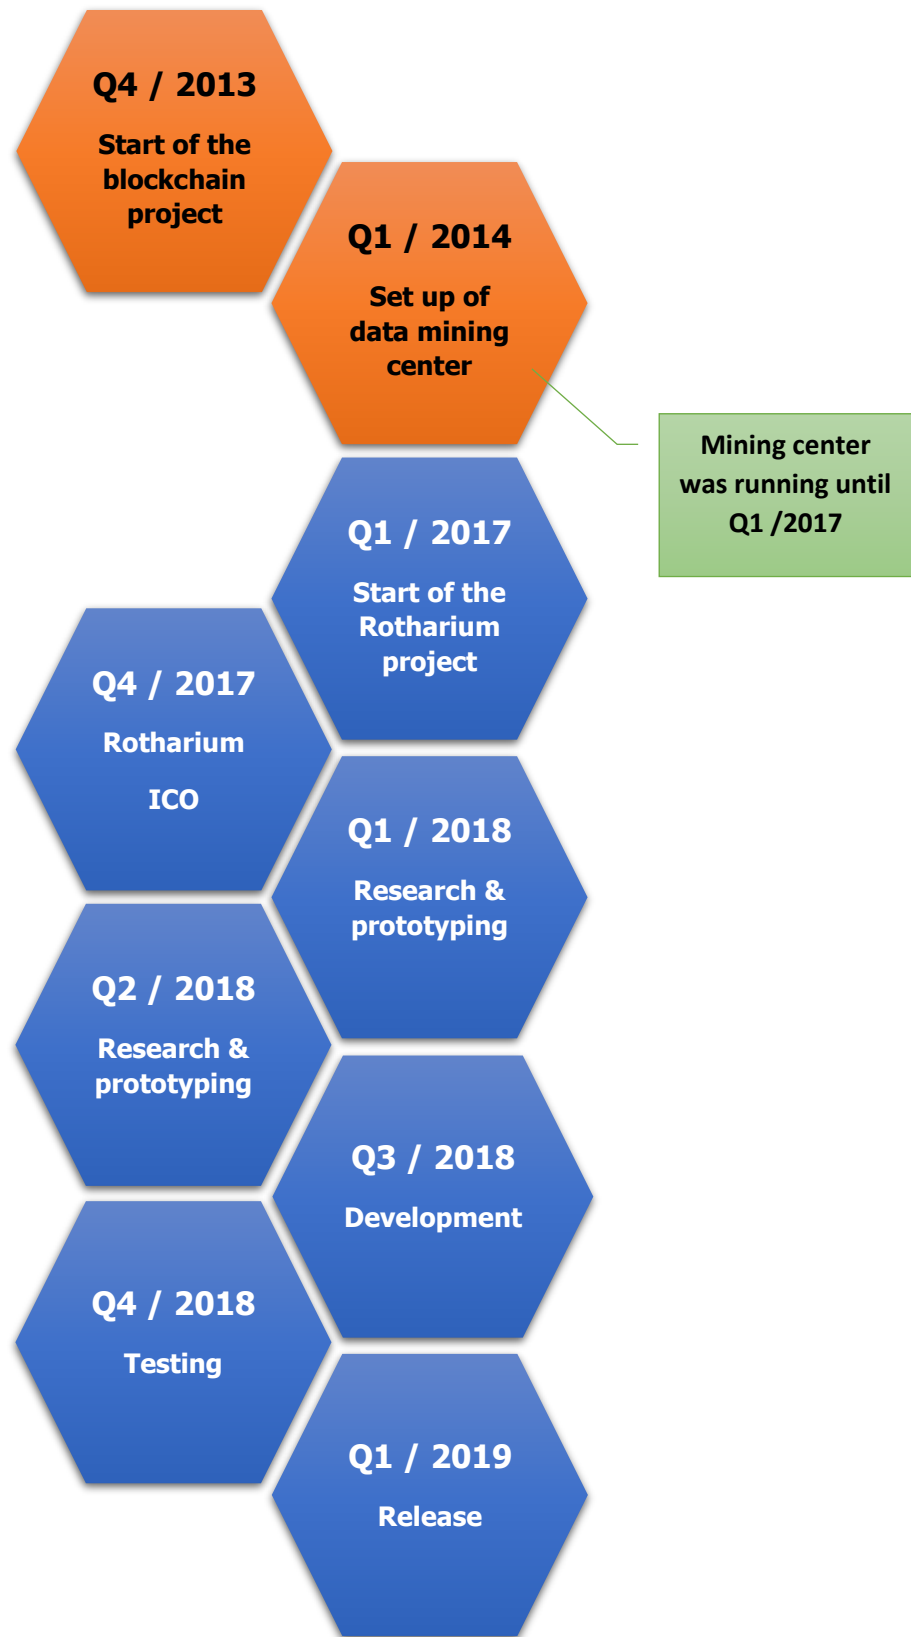 Q4 / 2013
Start of the
blockchain
project
Q1 / 2014
Set up of
data mining
center
Mining center
was running until
Q1 /2017
Q1 / 2017
Start of the
Rotharium
project
Q4 / 2017
Rotharium
ICO
Q1 / 2018
Research &
prototyping
Q2 / 2018
Research &
prototyping
Q3 / 2018
Development
Q4 / 2018
Testing
Q1 / 2019
Release